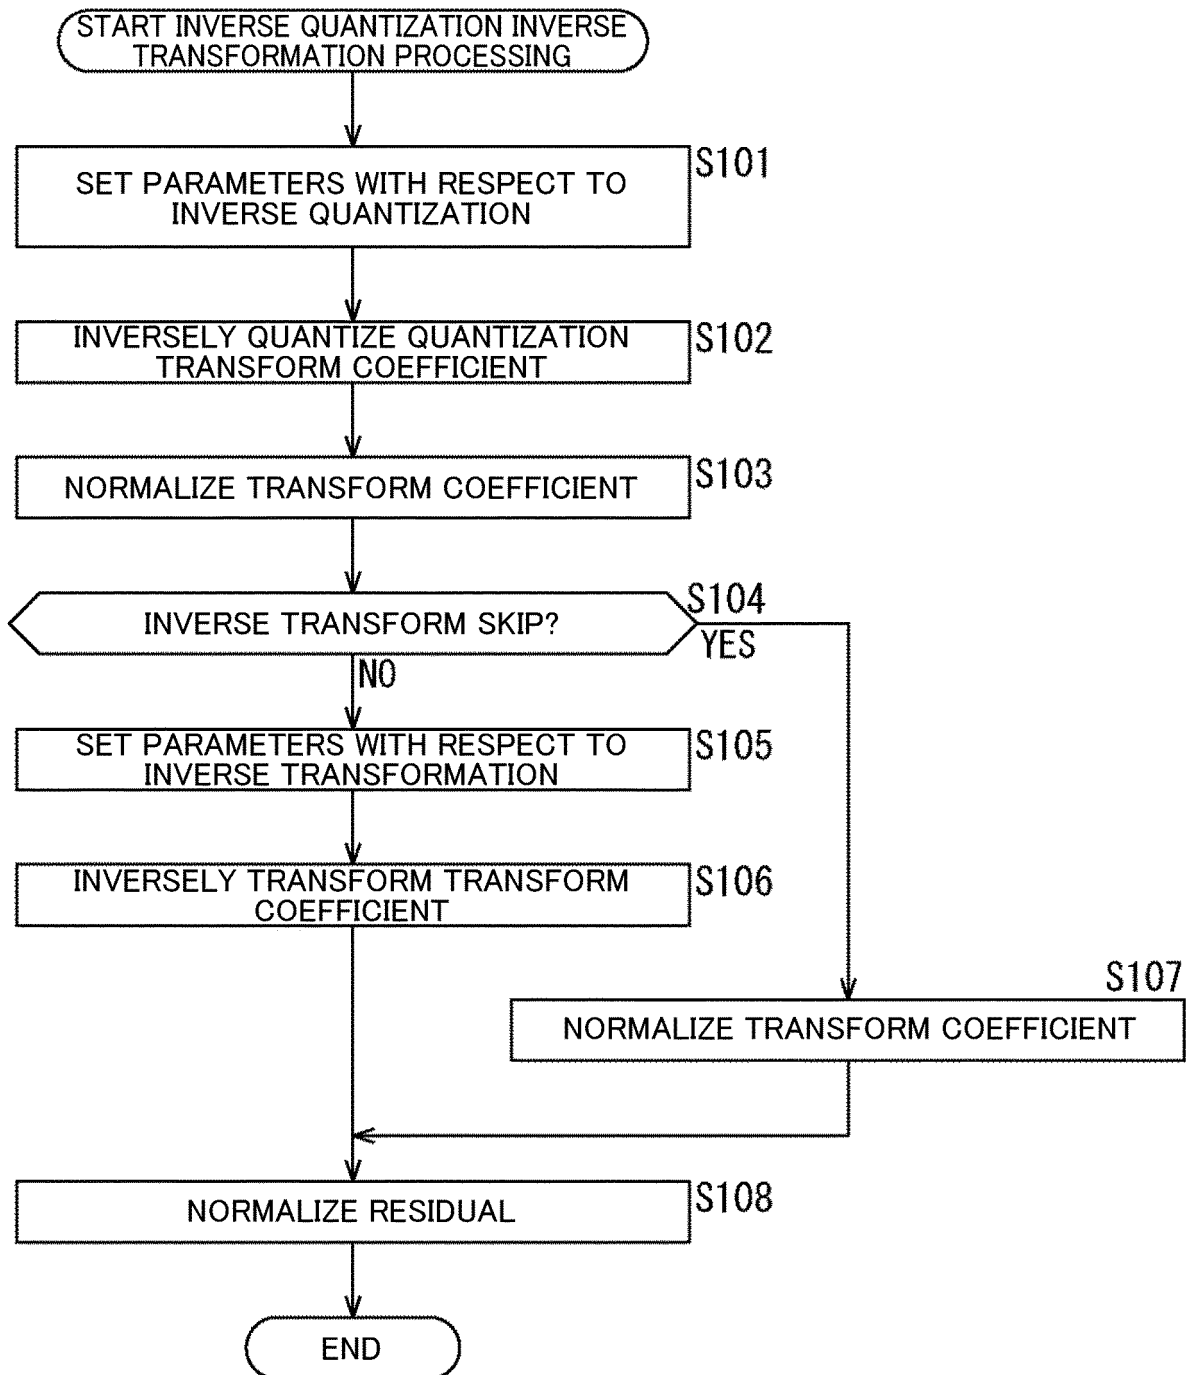 START INVERSE QUANTIZATION INVERSE
TRANSFORMATION PROCESSING
S101
SET PARAMETERS WITH RESPECT TO
INVERSE QUANTIZATION
S102
INVERSELY QUANTIZE QUANTIZATION
TRANSFORM COEFFICIENT
S103
NORMALIZE TRANSFORM COEFFICIENT
S104
INVERSE TRANSFORM SKIP?
YES
NO
S105
SET PARAMETERS WITH RESPECT TO
INVERSE TRANSFORMATION
S106
INVERSELY TRANSFORM TRANSFORM
COEFFICIENT
S107
NORMALIZE TRANSFORM COEFFICIENT
S108
NORMALIZE RESIDUAL
END